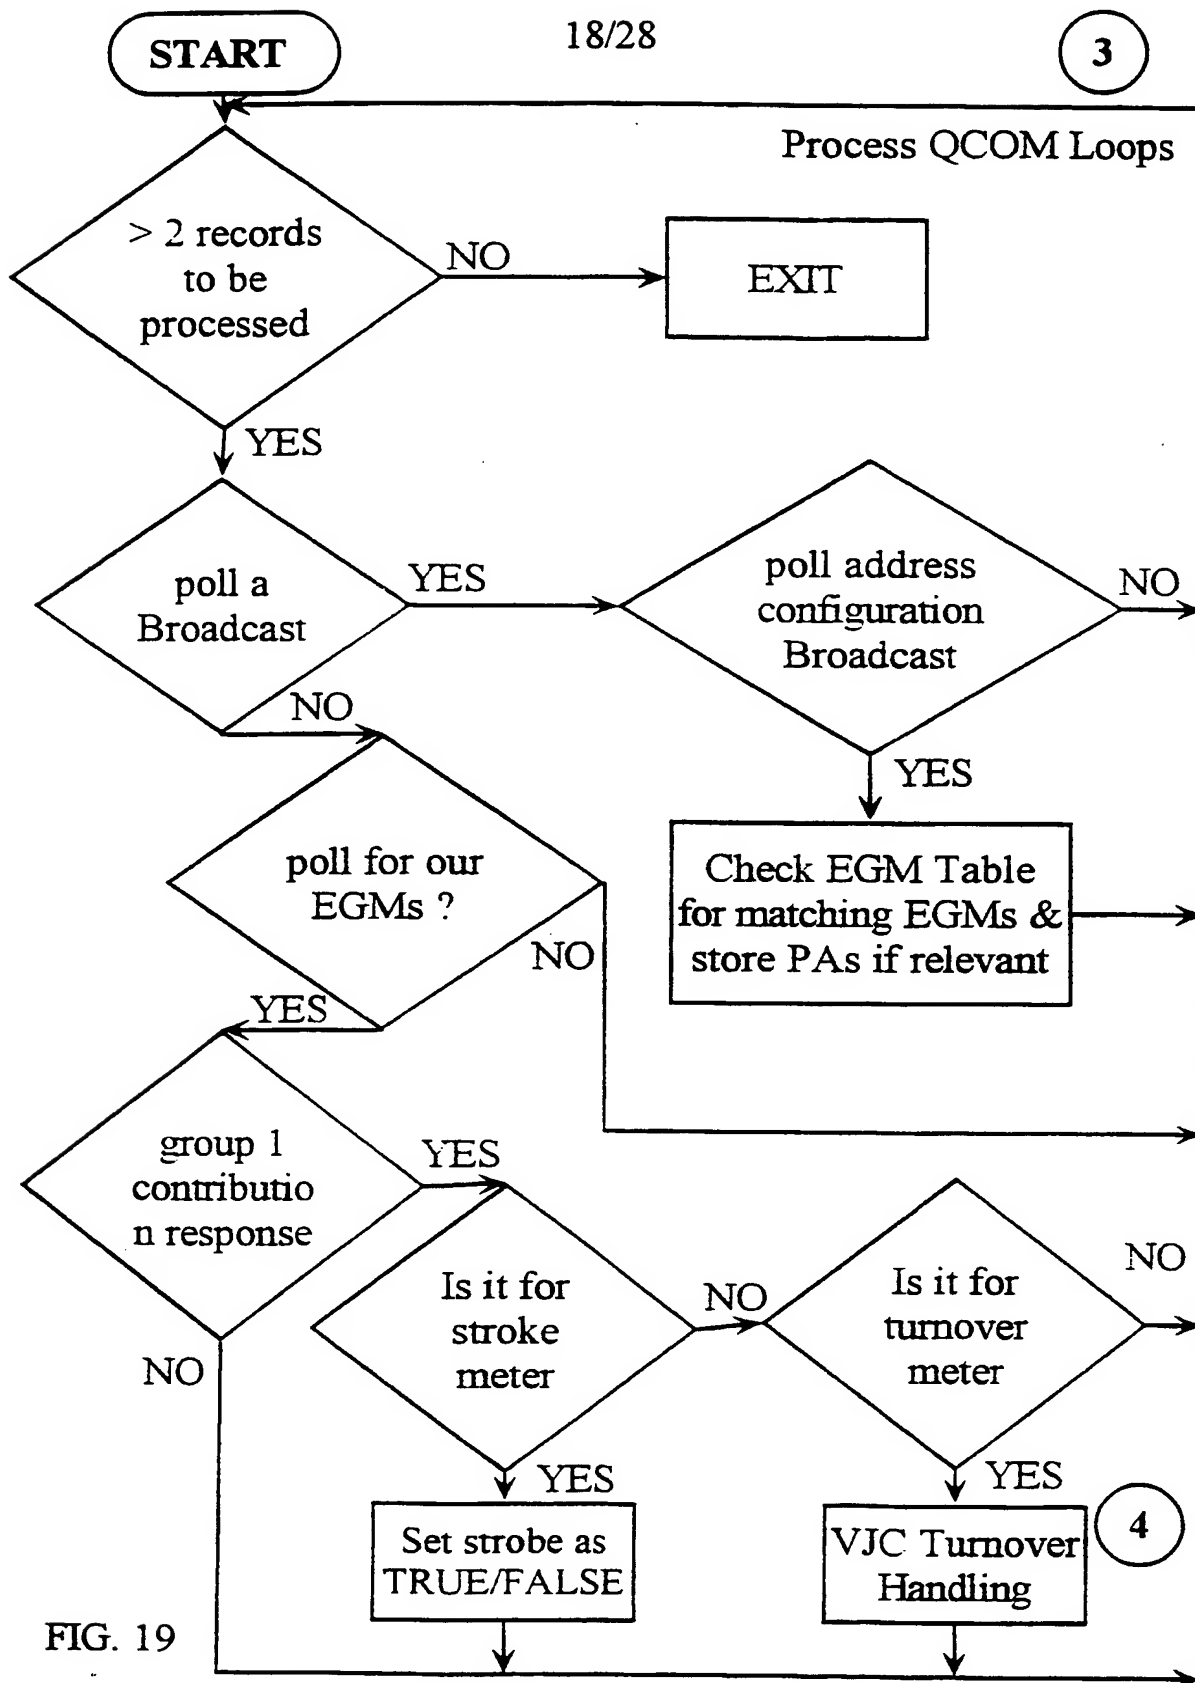 START
18/28
3
Process QCOM Loops
> 2 records
to be
processed
NO
EXIT
YES
poll a
Broadcast
YES
poll address
configuration
Broadcast
NO
NO
YES
poll for our
EGMs ?
NO
Check EGM Table
for matching EGMs &
store PAs if relevant
YES
group 1
contributio
n response
YES
Is it for
stroke
meter
NO
Is it for
turnover
meter
NO
NO
YES
YES
Set strobe as
TRUE/FALSE
VJC Turnover
Handling
4
FIG. 19